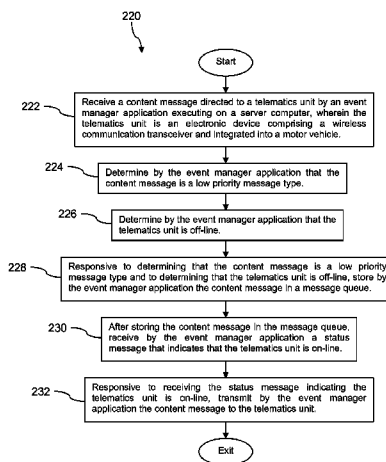 220
Start
222
Receive a content message directed to a telematics unit by an event
manager application executing on a server computer, wherein the
telematics unit is an electronic device comprising a wireless
communication transceiver and integrated into a motor vehicle.
224
Determine by the event manager application that the
content message is a low priority message type.
226
Determine by the event manager application that the
telematics unit is off-line.
228
Responsive to determining that the content message is a low priority
message type and to determining that the telematics unit is off-line, store by
the event manager application the content message in a message queue.
230
After storing the content message in the message queue,
receive by the event manager application a status
message that indicates that the telematics unit is on-line.
232
Responsive to receiving the status message indicating the
telematics unit is on-line, transmit by the event manager
application the content message to the telematics unit.
Exit